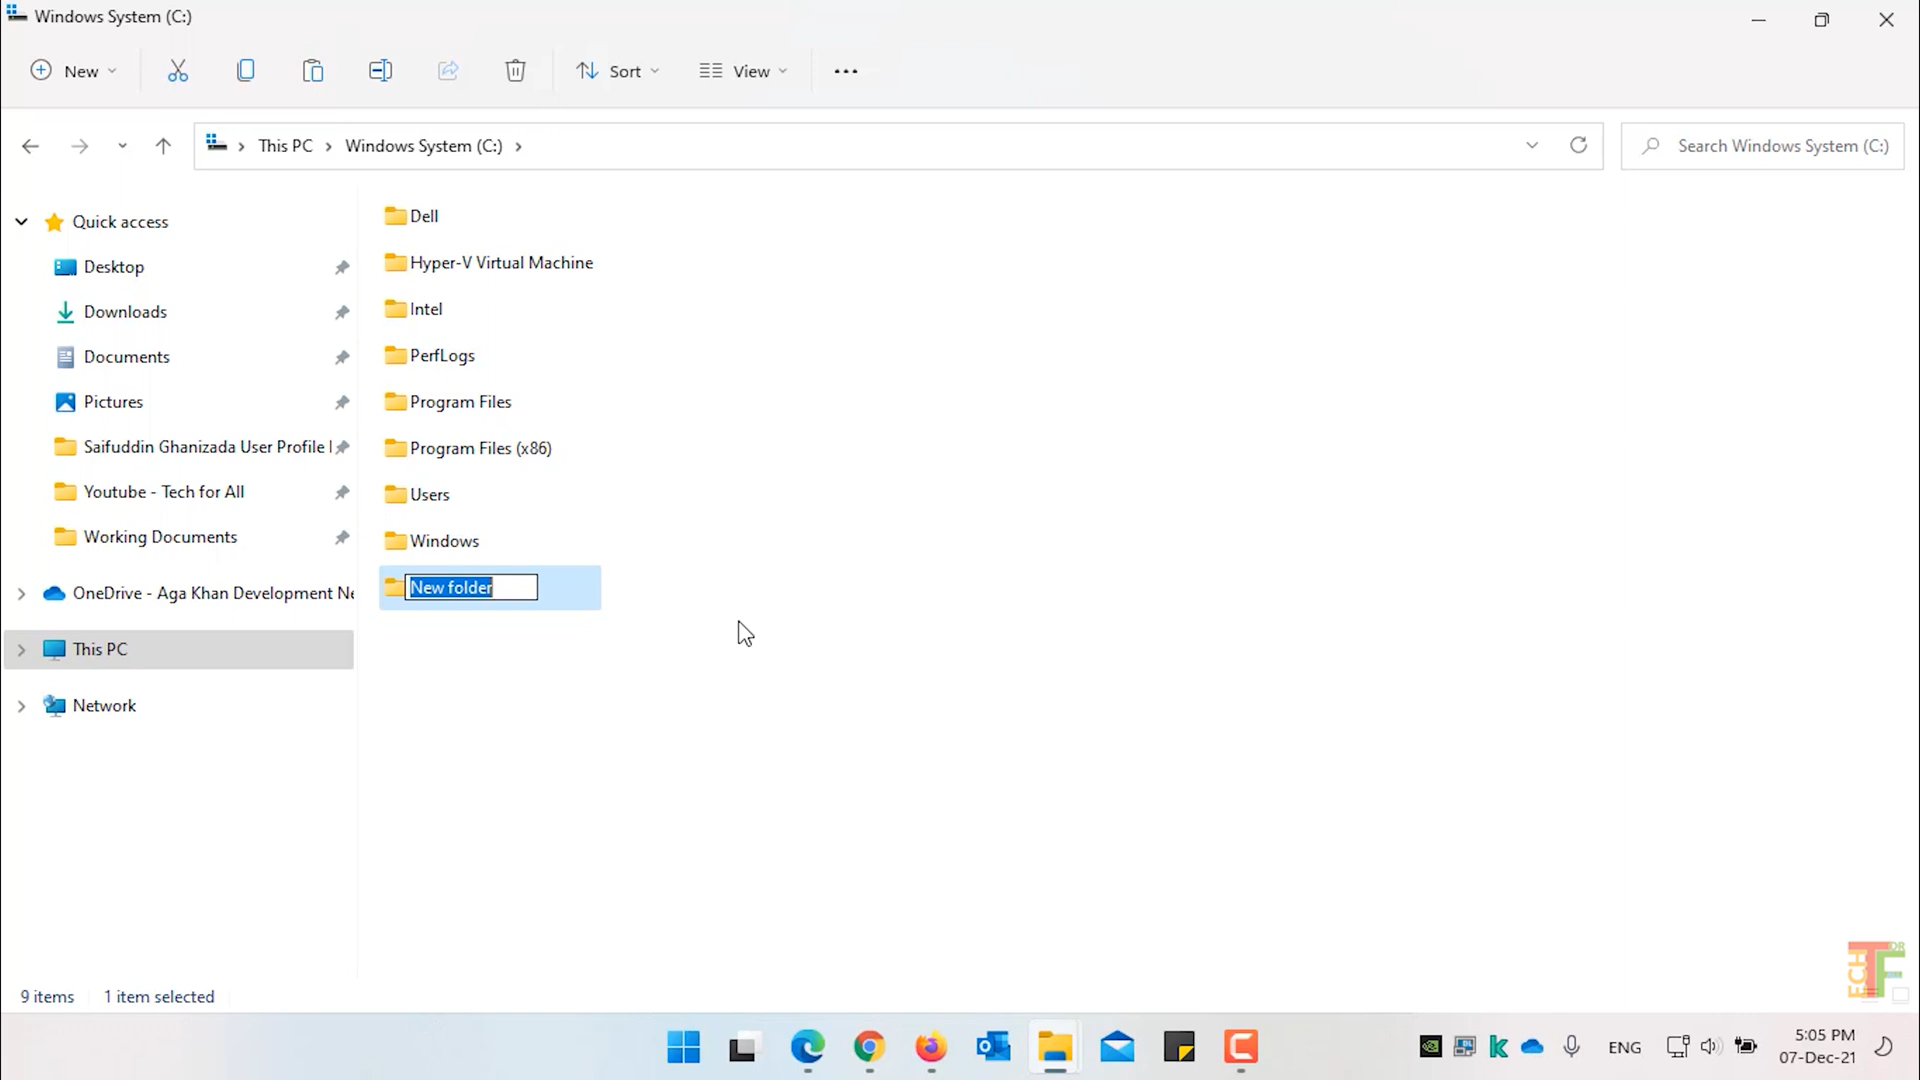 Windows System (C:)
New
Sort
View
This PC > Windows System (C:) >
Search Windows System (C:)
Quick access
Desktop
Downloads
Documents
Pictures
Saifuddin Ghanizada User Profile
Youtube - Tech for All
Working Documents
OneDrive - Aga Khan Development Ne
This PC
Network
Dell
Hyper-V Virtual Machine
Intel
PerfLogs
Program Files
Program Files (x86)
Users
Windows
New folder
9 items 1 item selected
ECH T F OR
ENG
5:05 PM
07-Dec-21